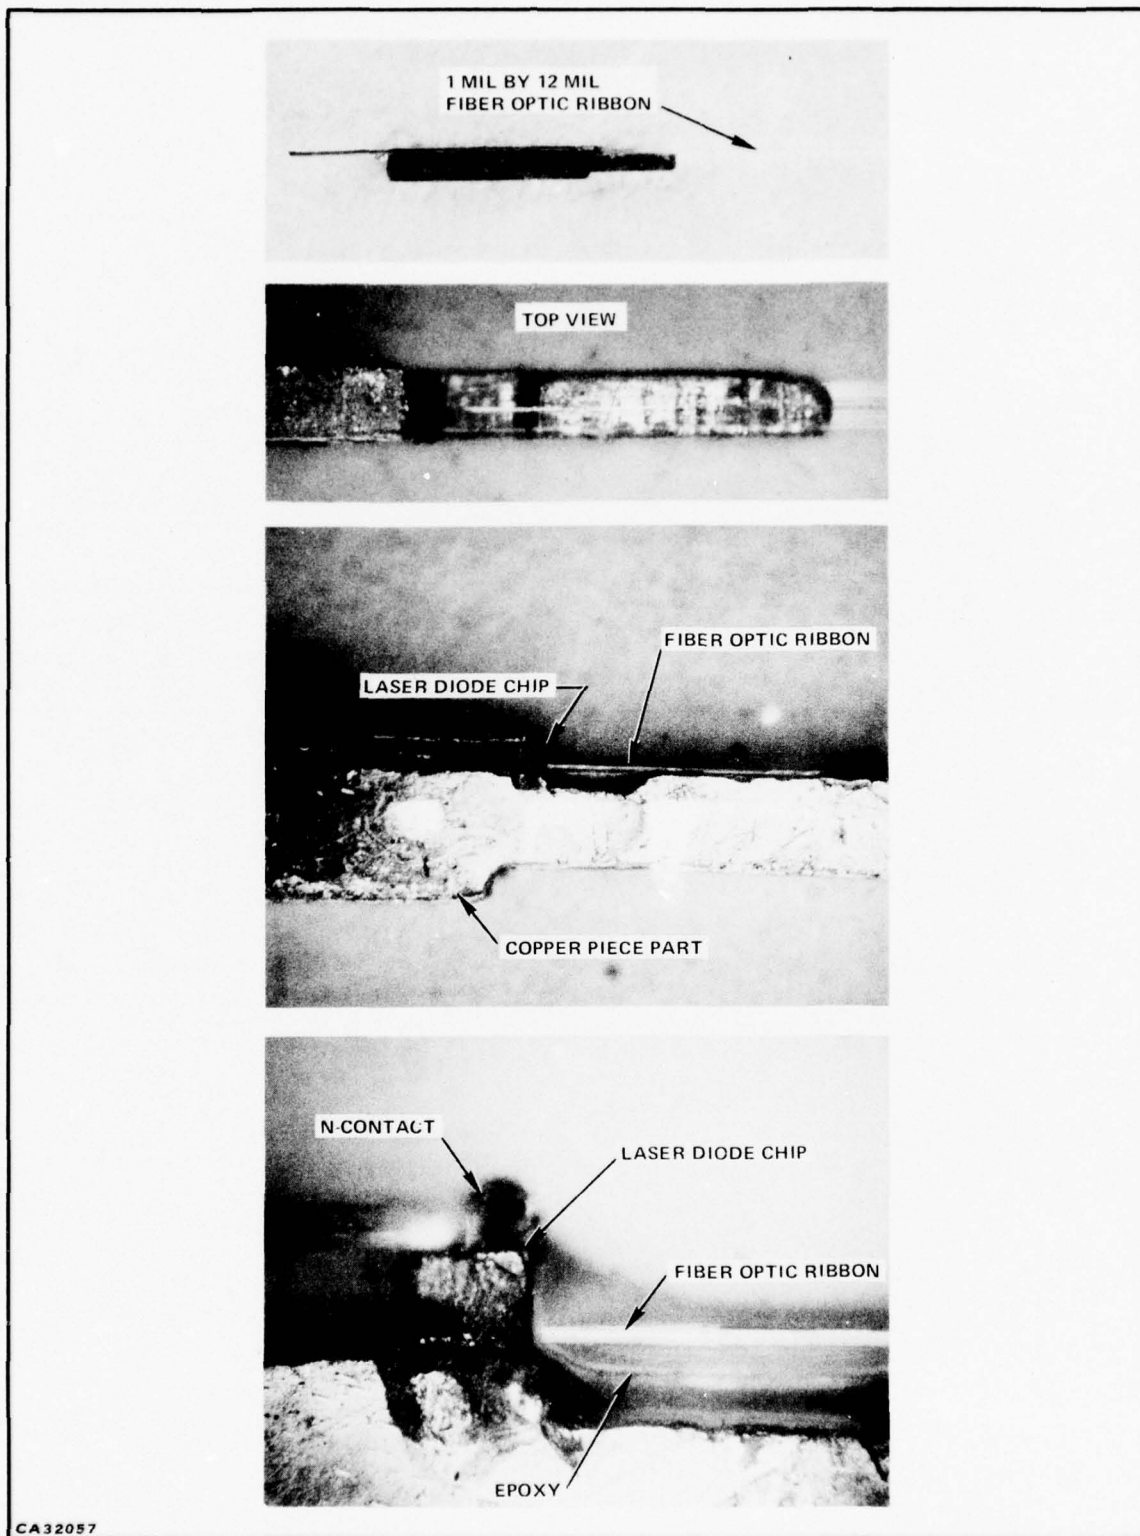 1 MIL BY 12 MIL
FIBER OPTIC RIBBON
TOP VIEW
FIBER OPTIC RIBBON
LASER DIODE CHIP
COPPER PIECE PART
N-CONTACT
LASER DIODE CHIP
FIBER OPTIC RIBBON
EPOXY
CA32057